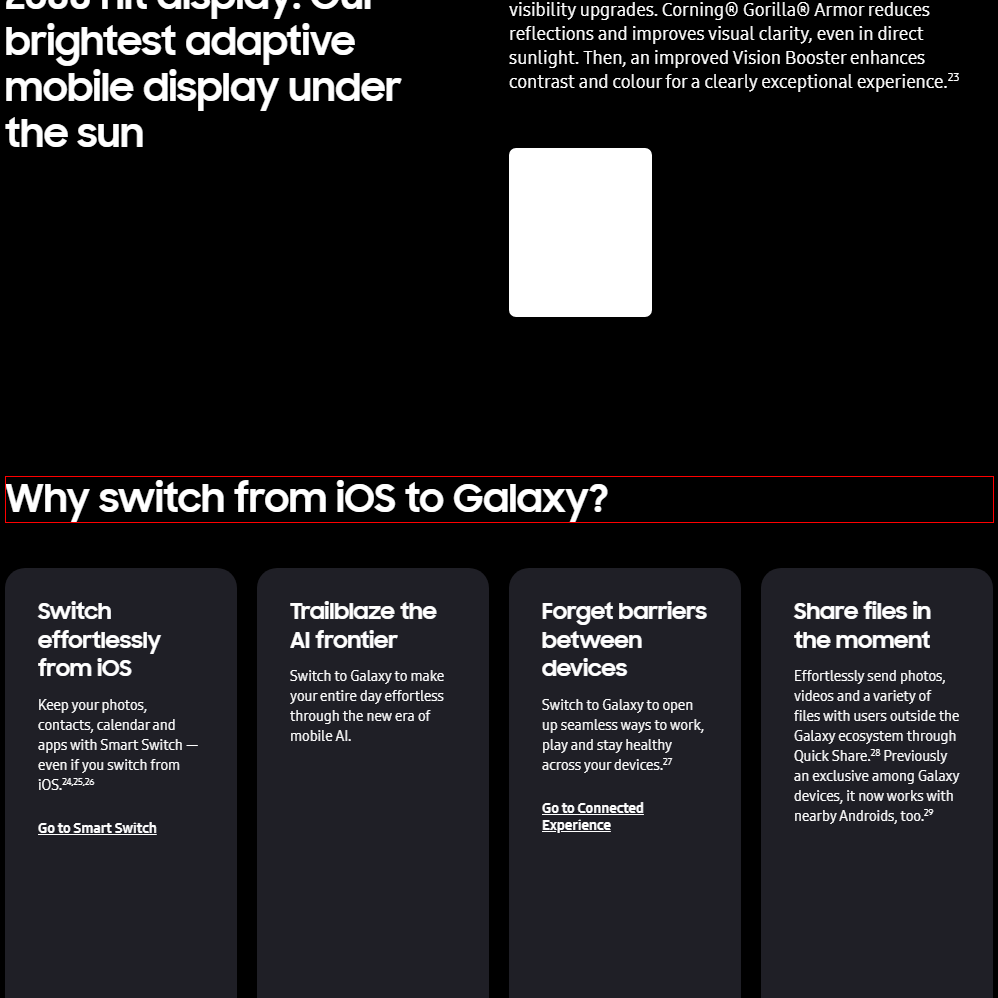 brightest adaptive
mobile display under
the sun
visibility upgrades. Corning® Gorilla® Armor reduces
reflections and improves visual clarity, even in direct
sunlight. Then, an improved Vision Booster enhances
contrast and colour for a clearly exceptional experience.23
Why switch from iOS to Galaxy?
Switch
effortlessly
from iOS
Keep your photos,
contacts, calendar and
apps with Smart Switch —
even if you switch from
iOS.24,25,26
Go to Smart Switch
Trailblaze the
AI frontier
Switch to Galaxy to make
your entire day effortless
through the new era of
mobile AI.
Forget barriers
between
devices
Switch to Galaxy to open
up seamless ways to work,
play and stay healthy
across your devices.27
Go to Connected
Experience
Share files in
the moment
Effortlessly send photos,
videos and a variety of
files with users outside the
Galaxy ecosystem through
Quick Share.28 Previously
an exclusive among Galaxy
devices, it now works with
nearby Androids, too.29